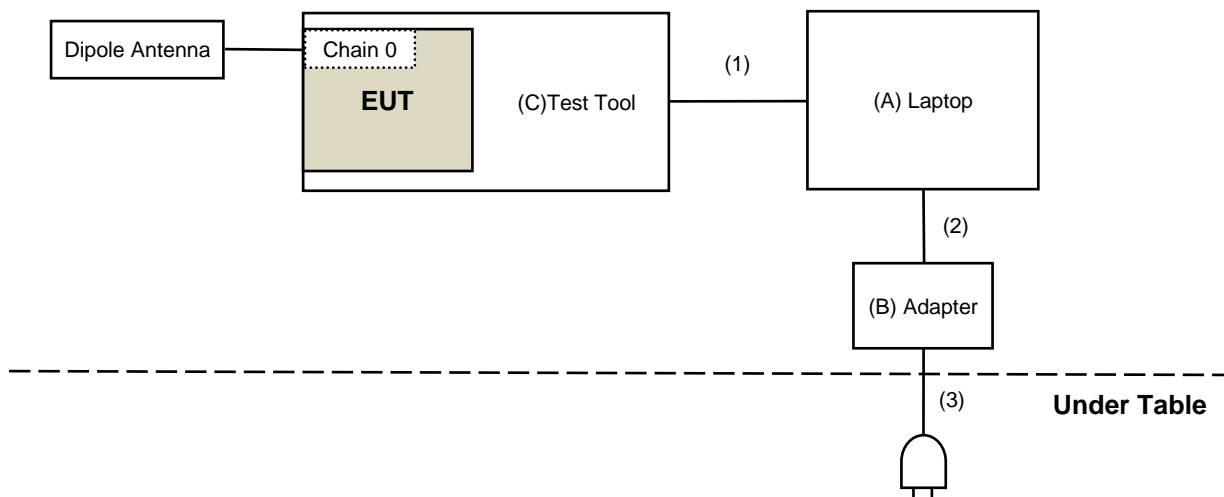 Dipole Antenna
Chain 0
EUT
(C)Test Tool
(1)
(A) Laptop
(2)
(B) Adapter
(3)
Under Table